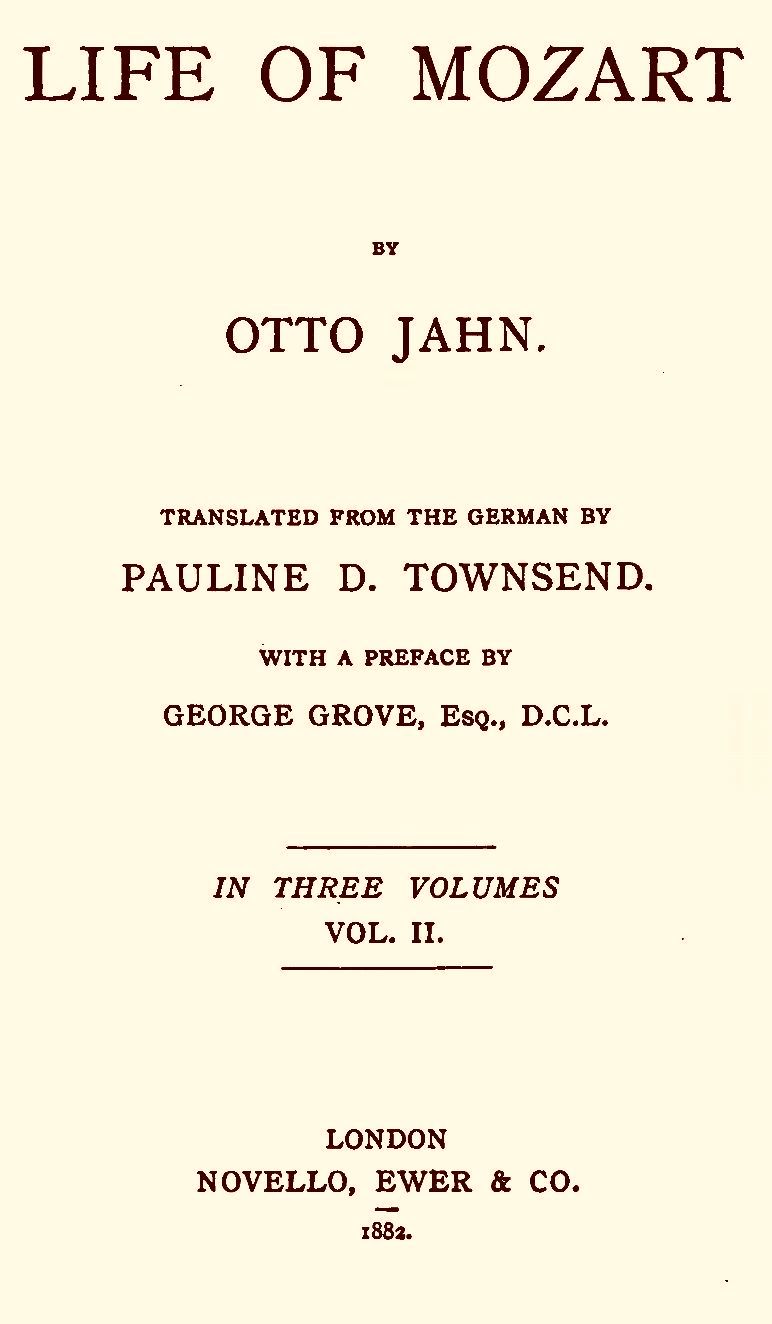 LIFE OF MOZART
BY
OTTO JAHN.
TRANSLATED FROM THE GERMAN BY
PAULINE D. TOWNSEND.
WITH A PREFACE BY
GEORGE GROVE, Esq., D.C.L.
IN THREE VOLUMES
VOL. II.
LONDON
NOVELLO, EWER & CO.
1882.